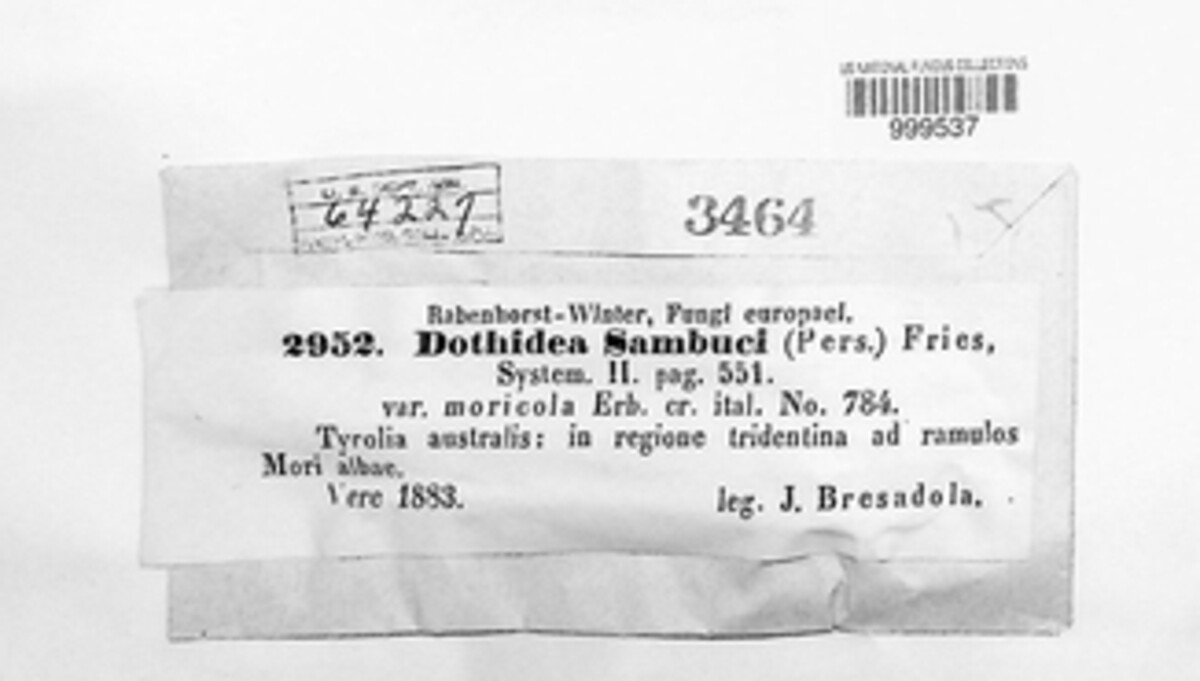 US NATIONAL FUNGUS COLLECTIONS
999537
64227
3464
Rabenhorst-Winter, Fungi europaei.
2952. Dothidea Sambuci (Pers.) Fries,
System. II. pag. 551.
var. moricola Erb. cr. ital. No. 784.
Tyrolia australis: in regione tridentina ad ramulos
Mori albae.
Vere 1883. leg. J. Bresadola.